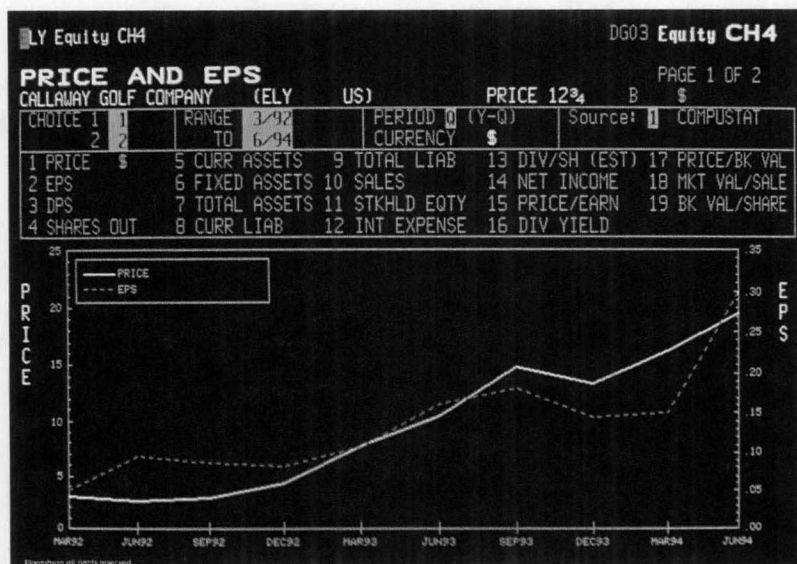 ELY Equity CH4 DG03 Equity CH4
PRICE AND EPS PAGE 1 OF 2
CALLAWAY GOLF COMPANY (ELY US) PRICE 12¾ B $
CHOICE 1 1 RANGE 3/92 PERIOD Q (Y-Q) Source: 1 COMPUSTAT
2 2 TO 6/94 CURRENCY $
1 PRICE $ 5 CURR ASSETS 9 TOTAL LIAB 13 DIV/SH (EST) 17 PRICE/BK VAL
2 EPS 6 FIXED ASSETS 10 SALES 14 NET INCOME 18 MKT VAL/SALE
3 DPS 7 TOTAL ASSETS 11 STKHLD EQTY 15 PRICE/EARN 19 BK VAL/SHARE
4 SHARES OUT 8 CURR LIAB 12 INT EXPENSE 16 DIV YIELD
25 .35
PRICE
EPS
.30
20
.25
15 .20
.15
10
.10
5 .05
0 .00
PRICE
EPS
MAR92 JUN92 SEP92 DEC92 MAR93 JUN93 SEP93 DEC93 MAR94 JUN94
Bloomberg-all rights reserved